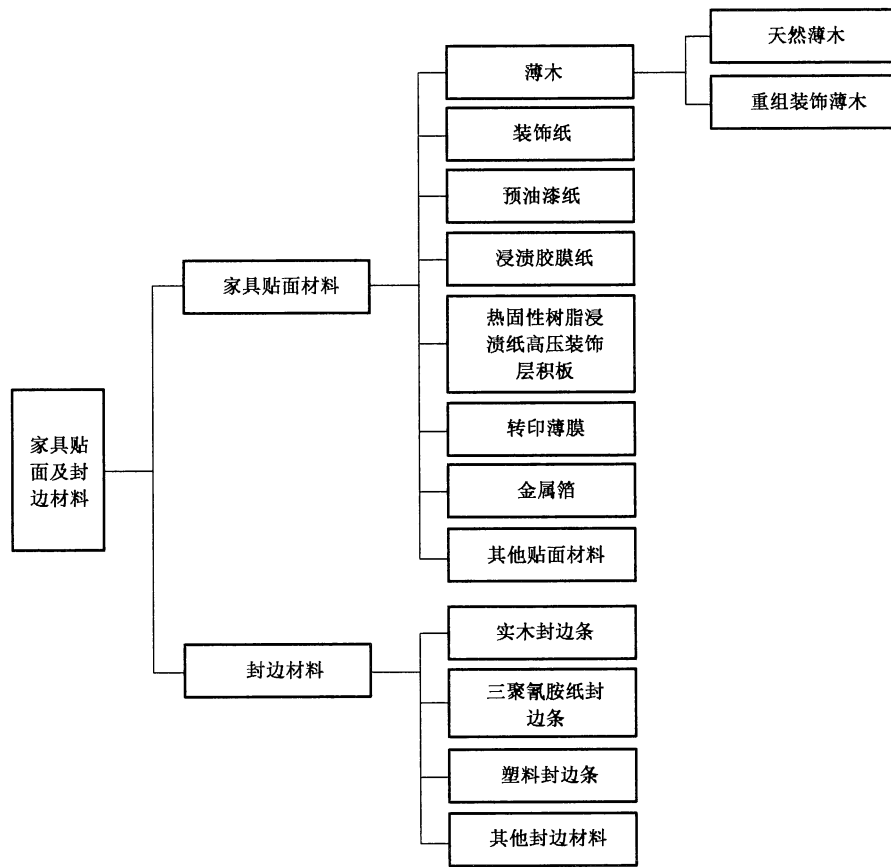 天然薄木
薄木
重组装饰薄木
装饰纸
预油漆纸
浸渍胶膜纸
家具贴面材料
热固性树脂浸
渍纸高压装饰
层积板
转印薄膜
家具贴
面及封
边材料
金属箔
其他贴面材料
实木封边条
封边材料
三聚氰胺纸封
边条
塑料封边条
其他封边材料